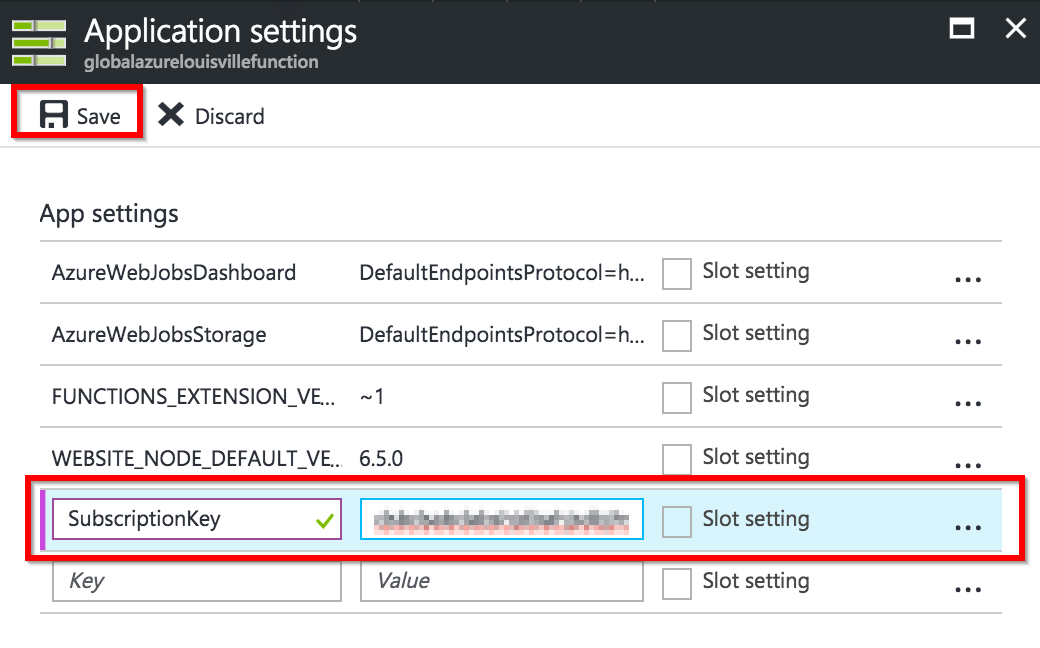 Application settings
globalazurelouisvillefunction
Save Discard
App settings
AzureWebJobsDashboard DefaultEndpointsProtocol=h... Slot setting ...
AzureWebJobsStorage DefaultEndpointsProtocol=h... Slot setting ...
FUNCTIONS_EXTENSION_VE... ~1 Slot setting ...
WEBSITE_NODE_DEFAULT_VE... 6.5.0 Slot setting ...
SubscriptionKey Slot setting ...
Key Value Slot setting ...